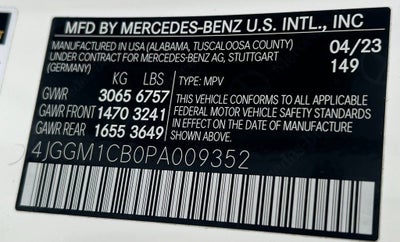 MFD BY MERCEDES-BENZ U.S. INTL., INC
MANUFACTURED IN USA (ALABAMA, TUSCALOOSA COUNTY) 04/23
UNDER CONTRACT FOR MERCEDES-BENZ AG, STUTTGART 149
(GERMANY)
KG LBS TYPE: MPV
GVWR 3065 6757
GAWR FRONT 1470 3241
GAWR REAR 1655 3649
THIS VEHICLE CONFORMS TO ALL APPLICABLE
FEDERAL MOTOR VEHICLE SAFETY STANDARDS
IN EFFECT ON THE DATE OF MANUFACTURE
SHOWN ABOVE.
4JGGM1CB0PA009352